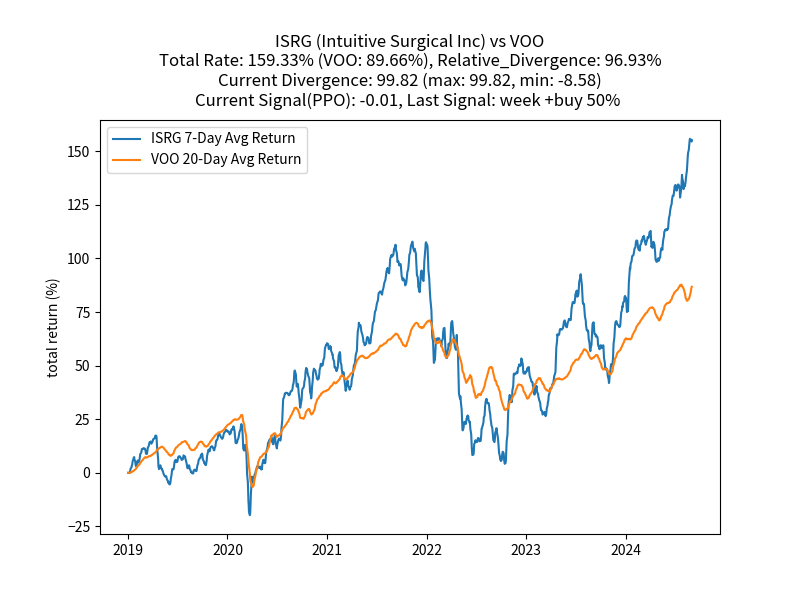 ISRG (Intuitive Surgical Inc) vs VOO
Total Rate: 159.33% (VOO: 89.66%), Relative_Divergence: 96.93%
Current Divergence: 99.82 (max: 99.82, min: -8.58)
Current Signal(PPO): -0.01, Last Signal: week +buy 50%
ISRG 7-Day Avg Return
VOO 20-Day Avg Return
total return (%)
150
125
100
75
50
25
0
−25
2019 2020 2021 2022 2023 2024